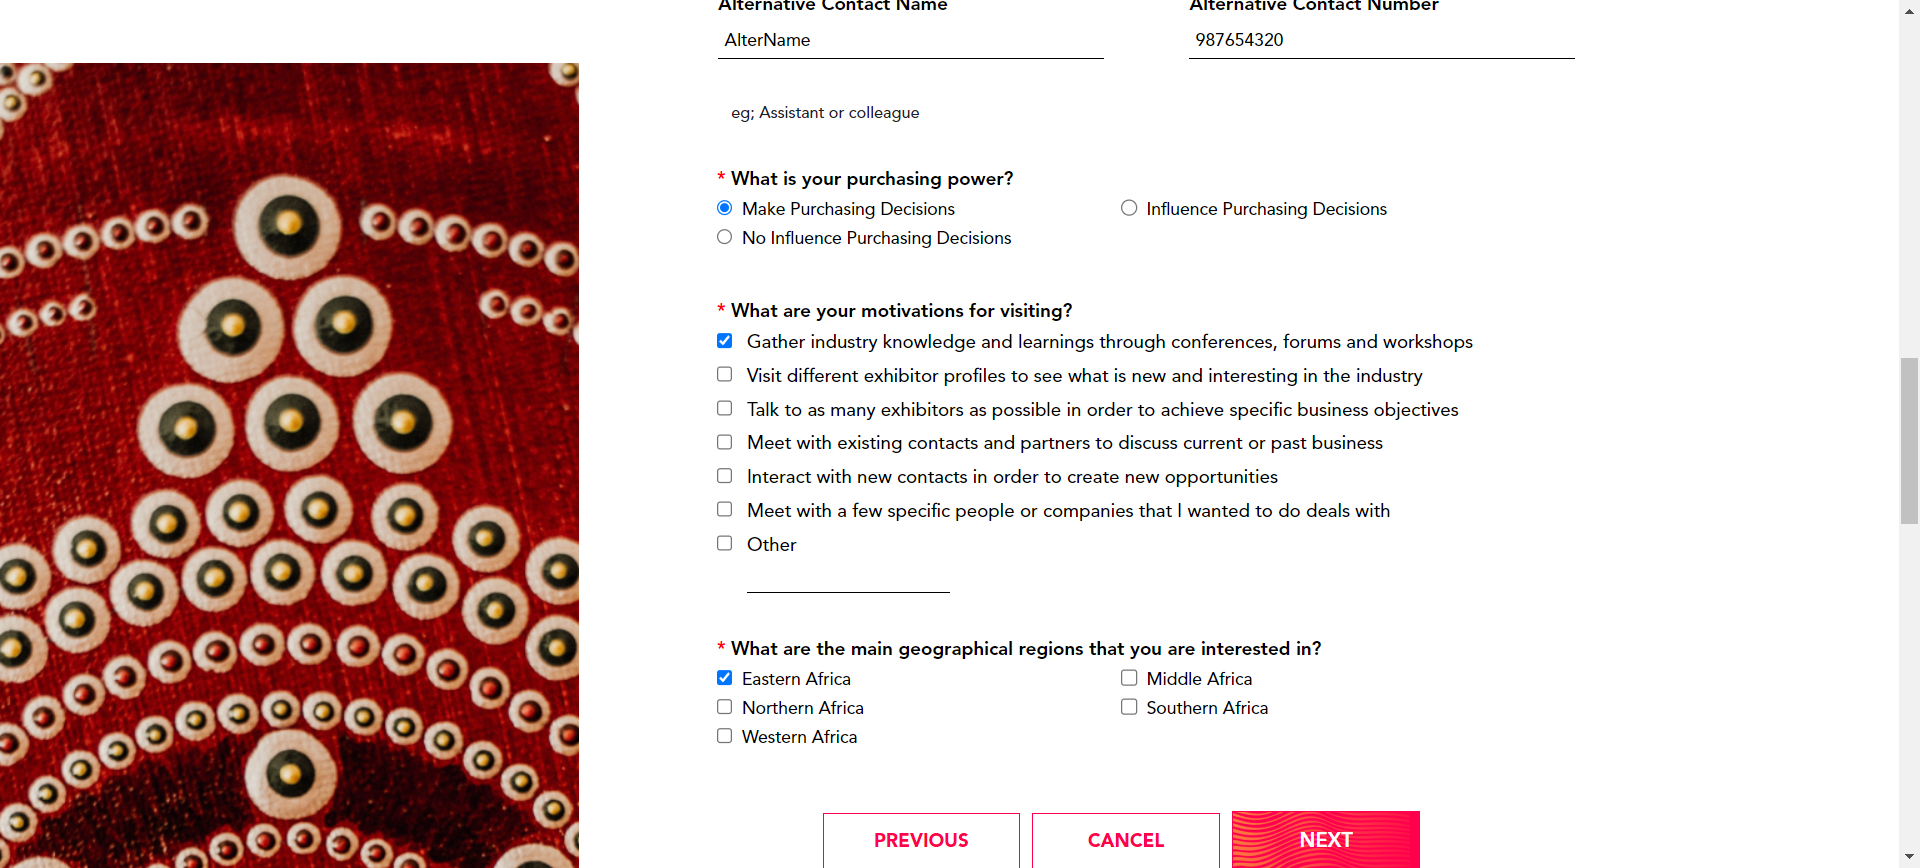 Alternative Contact Name Alternative Contact Number
AlterName 987654320
eg; Assistant or colleague
* What is your purchasing power?
Make Purchasing Decisions Influence Purchasing Decisions
No Influence Purchasing Decisions
* What are your motivations for visiting?
Gather industry knowledge and learnings through conferences, forums and workshops
Visit different exhibitor profiles to see what is new and interesting in the industry
Talk to as many exhibitors as possible in order to achieve specific business objectives
Meet with existing contacts and partners to discuss current or past business
Interact with new contacts in order to create new opportunities
Meet with a few specific people or companies that I wanted to do deals with
Other
* What are the main geographical regions that you are interested in?
Eastern Africa Middle Africa
Northern Africa Southern Africa
Western Africa
PREVIOUS CANCEL NEXT